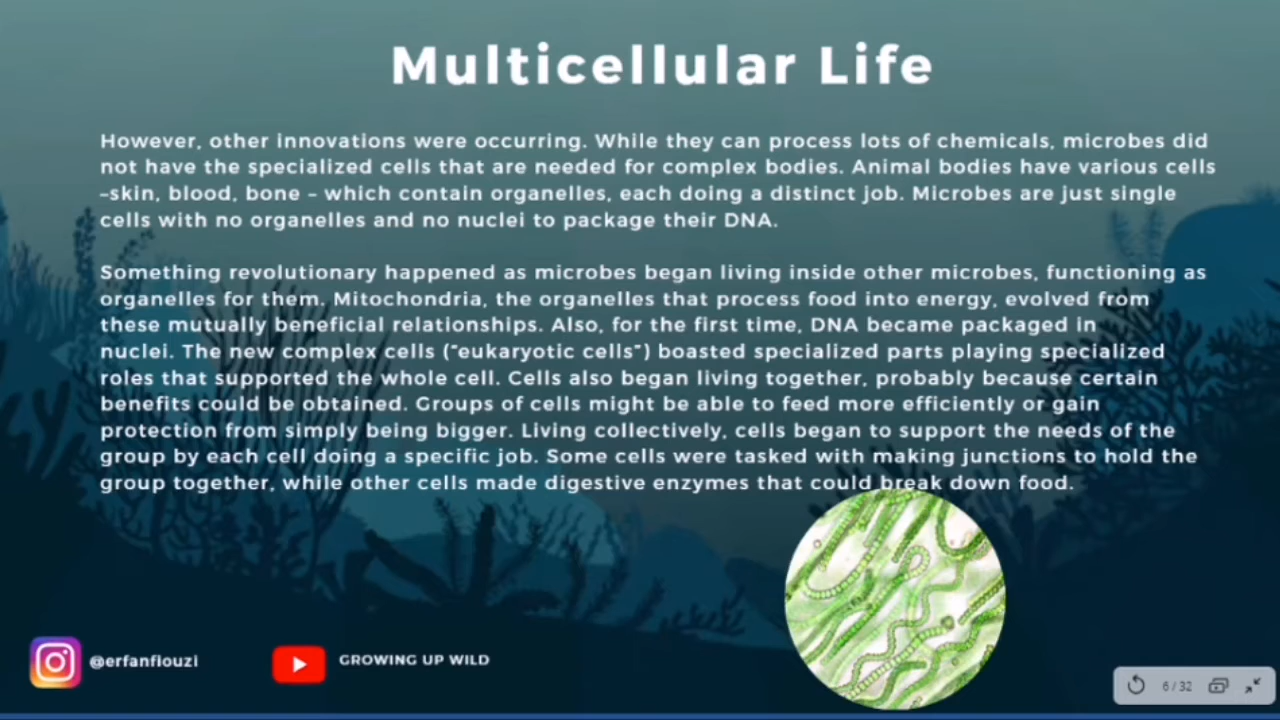 Multicellular Life
However, other innovations were occurring. While they can process lots of chemicals, microbes did
not have the specialized cells that are needed for complex bodies. Animal bodies have various cells
–skin, blood, bone – which contain organelles, each doing a distinct job. Microbes are just single
cells with no organelles and no nuclei to package their DNA.
Something revolutionary happened as microbes began living inside other microbes, functioning as
organelles for them. Mitochondria, the organelles that process food into energy, evolved from
these mutually beneficial relationships. Also, for the first time, DNA became packaged in
nuclei. The new complex cells (“eukaryotic cells”) boasted specialized parts playing specialized
roles that supported the whole cell. Cells also began living together, probably because certain
benefits could be obtained. Groups of cells might be able to feed more efficiently or gain
protection from simply being bigger. Living collectively, cells began to support the needs of the
group by each cell doing a specific job. Some cells were tasked with making junctions to hold the
group together, while other cells made digestive enzymes that could break down food.
@erfanfiouzi
GROWING UP WILD
6 / 32